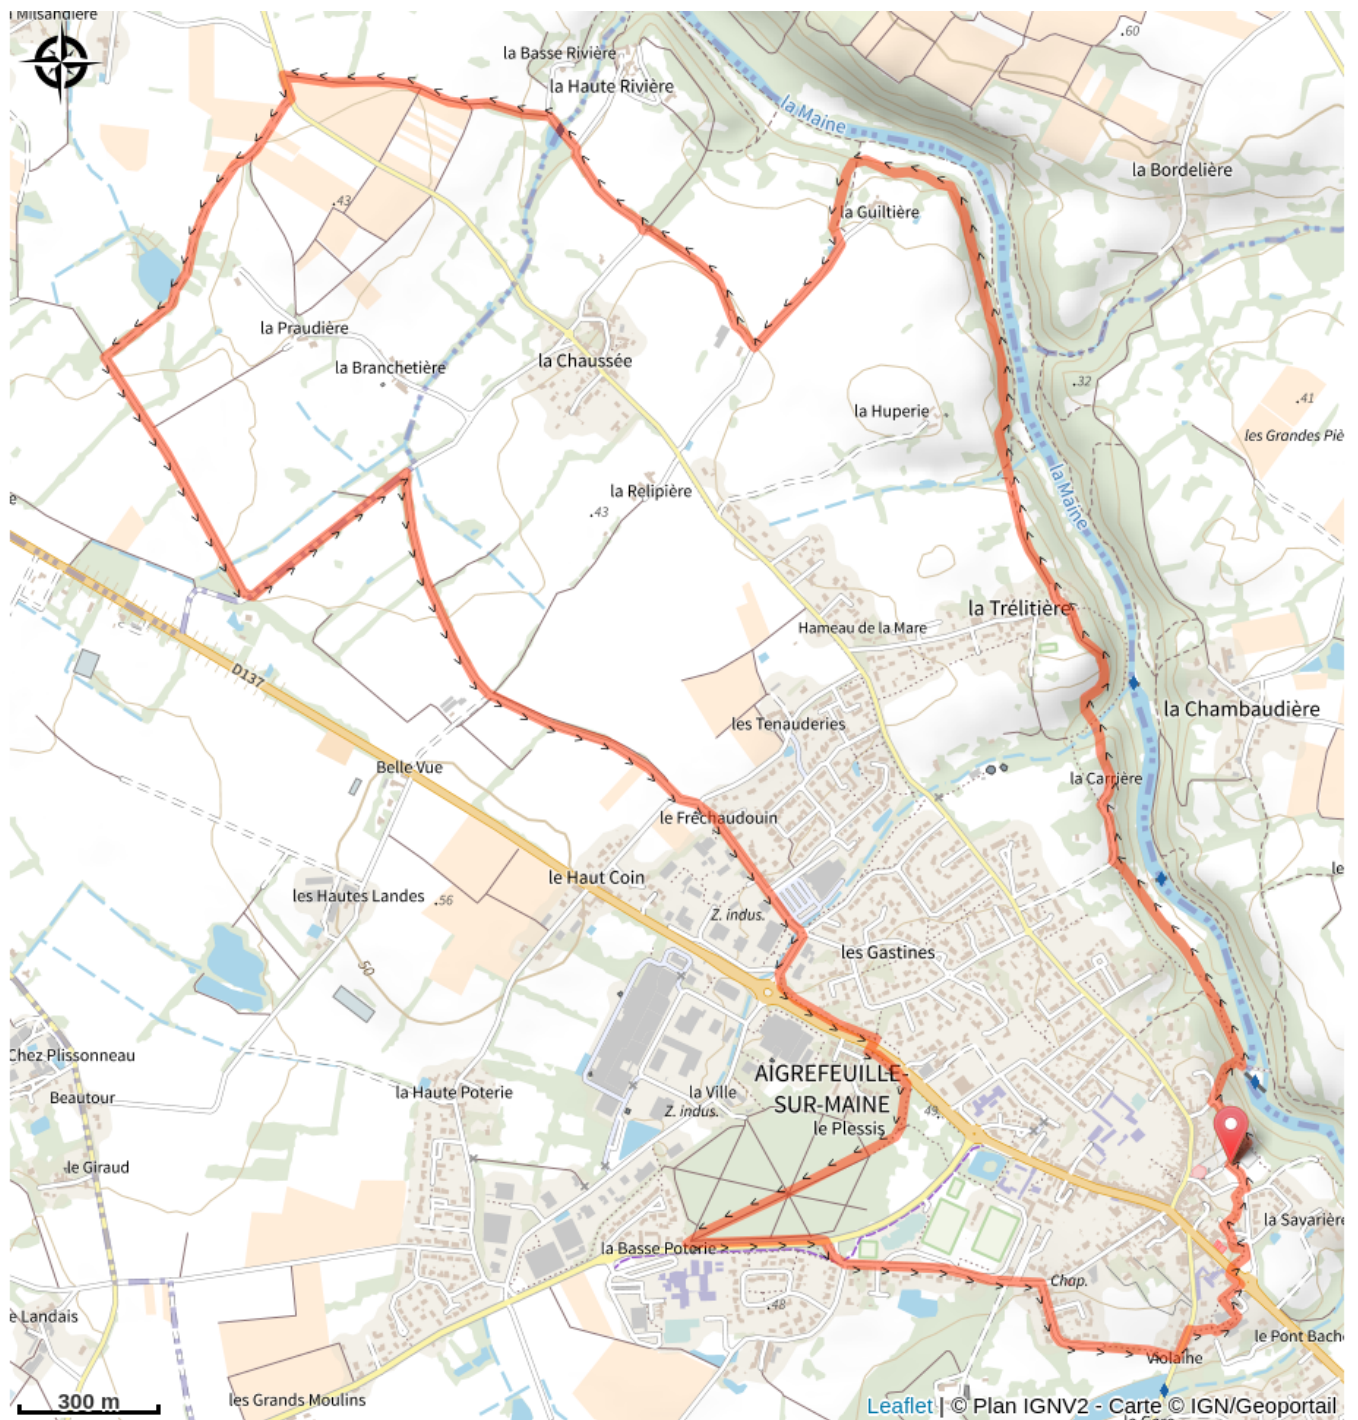 la Basse Rivière
la Haute Rivière
60
la Maine
la Bordelière
43
la Guiltière
la Praudière
la Chaussée
la Branchetière
32
41
la Huperie
les Grandes Piè
la Relipière
43
la Maine
la Trélitière
Hameau de la Mare
D137
la Chambaudière
les Tenauderies
Belle Vue
la Carrière
le Fréchaudouin
le Haut Coin
les Hautes Landes
56
Z. indus.
les Gastines
50
Chez Plissonneau
Beautour
la Haute Poterie
la Ville
Z. indus.
AIGREFEUILLE-
SUR-MAINE
49
le Plessis
le Giraud
la Savarière
la Basse Poterie
Chap.
48
e Landais
le Pont Bach
Violaine
les Grands Moulins
300 m
Leaflet | © Plan IGNV2 - Carte © IGN/Geoportail